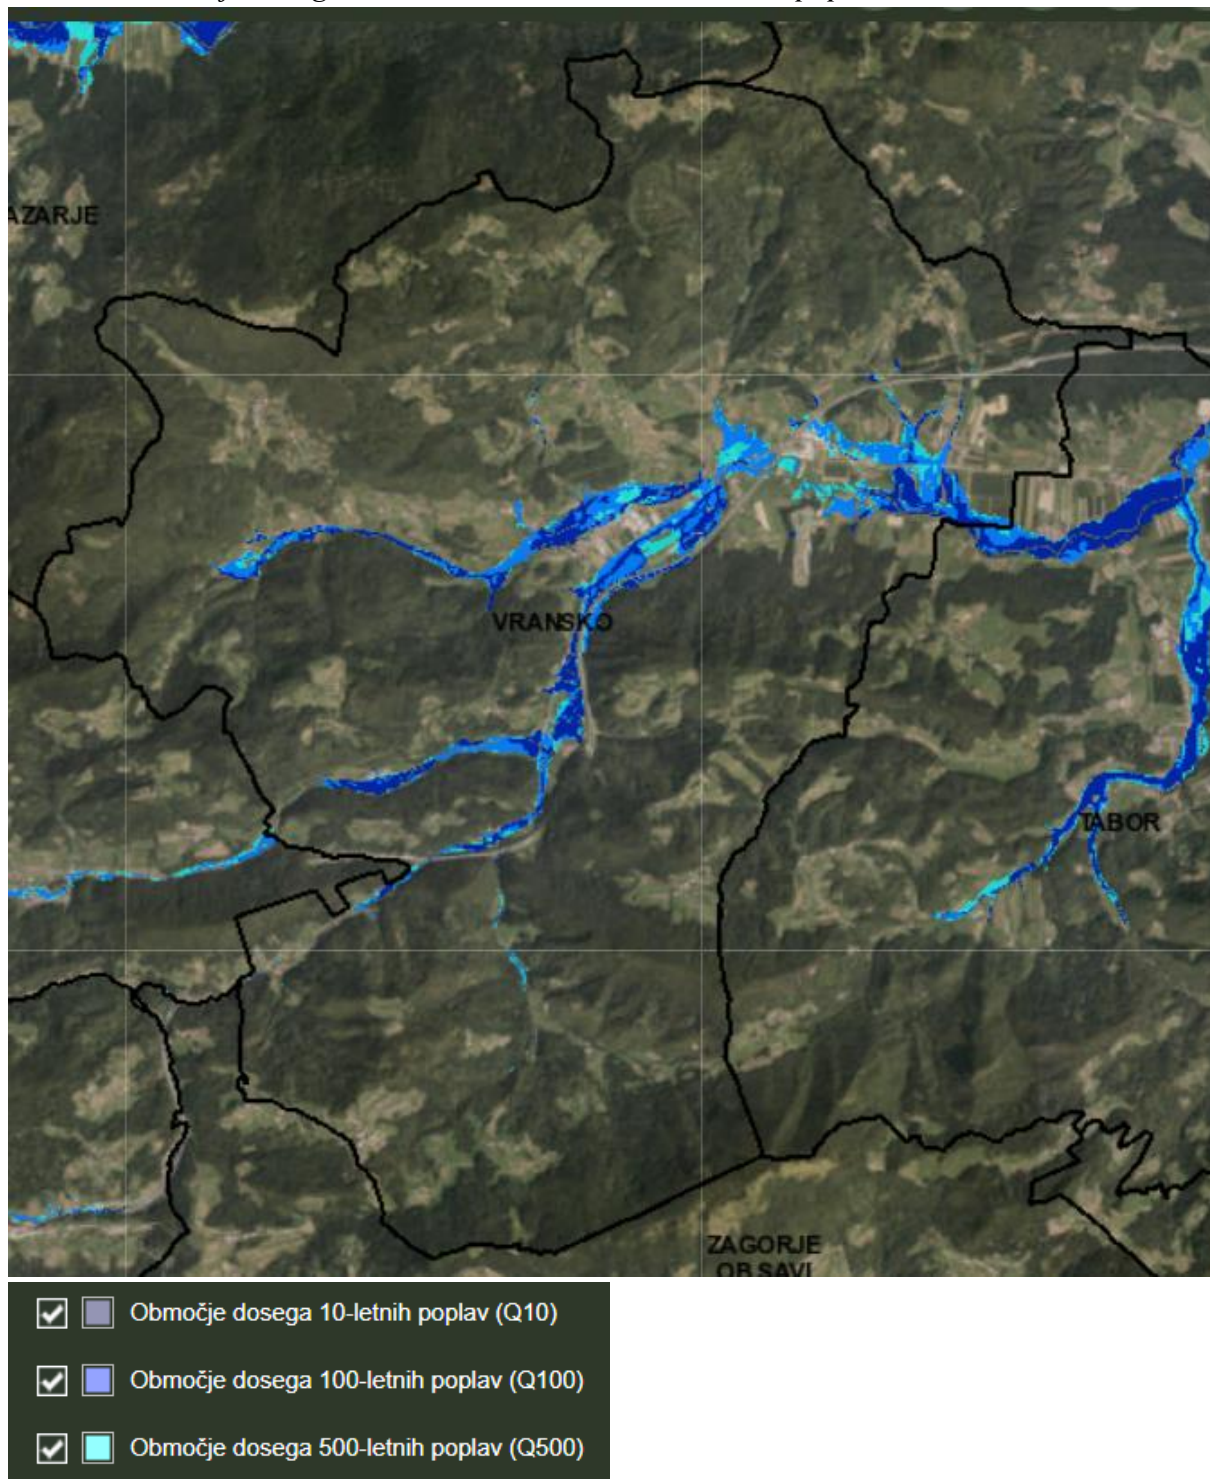 AZARJE
VRANSKO
TABOR
ZAGORJE
OB SAVI
Območje dosega 10-letnih poplav (Q10)
Območje dosega 100-letnih poplav (Q100)
Območje dosega 500-letnih poplav (Q500)